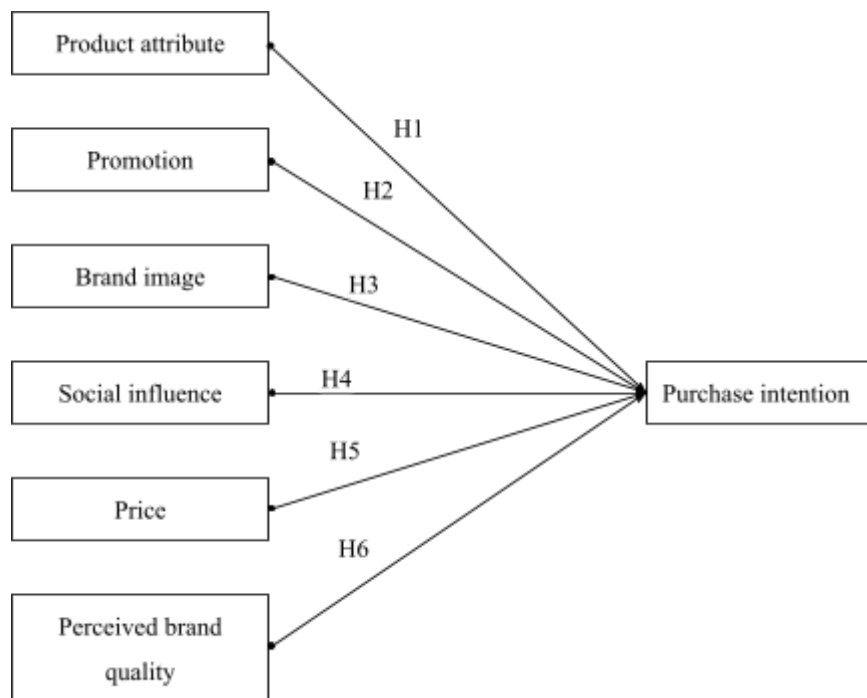 Product attribute
H1
Promotion
H2
Brand image
H3
Social influence
H4
Purchase intention
H5
Price
H6
Perceived brand
quality